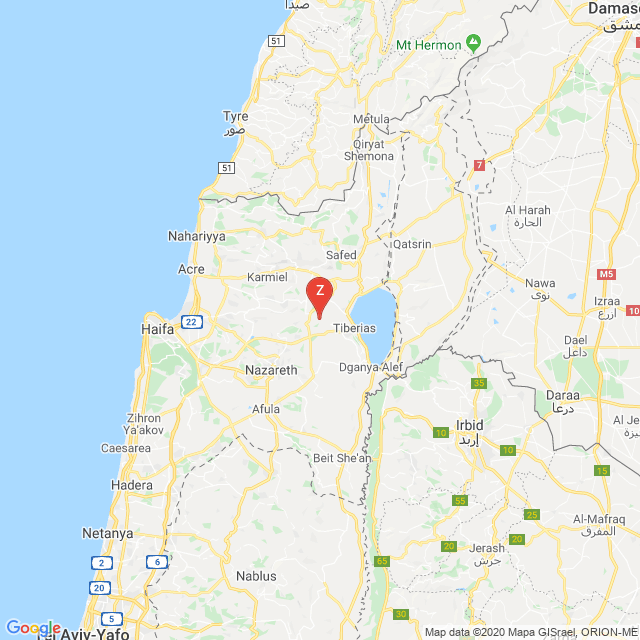 صيدا
Damasc
دمشق
51
Mt Hermon
Tyre
صور
Metula
Qiryat
Shemona
7
51
Al Harah
الحارة
Nahariyya
Qatsrin
Safed
Acre
Karmiel
Nawa
نوى
M5
Z
Izraa
ازرع
10
22
Haifa
Tiberias
Dael
داعل
Nazareth
Dganya Alef
35
Daraa
درعا
Afula
Zihron
Ya'akov
Irbid
إربد
10
Al Je
Caesarea
10
Beit She'an
15
Hadera
55
25
Al-Mafraq
المفرق
Netanya
20
20
2
6
Jerash
جرش
65
Nablus
20
30
5
Google
Tel Aviv-Yafo
Map data ©2020 Mapa GISrael, ORION-ME